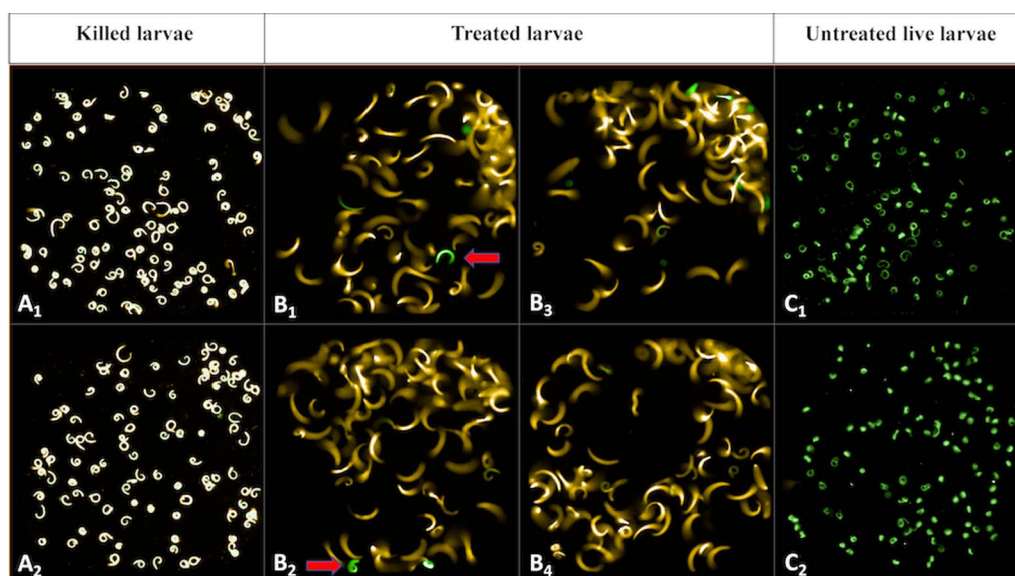 Killed larvae Treated larvae Untreated live larvae
A1 B1 B3 C1
A2 B2 B4 C2